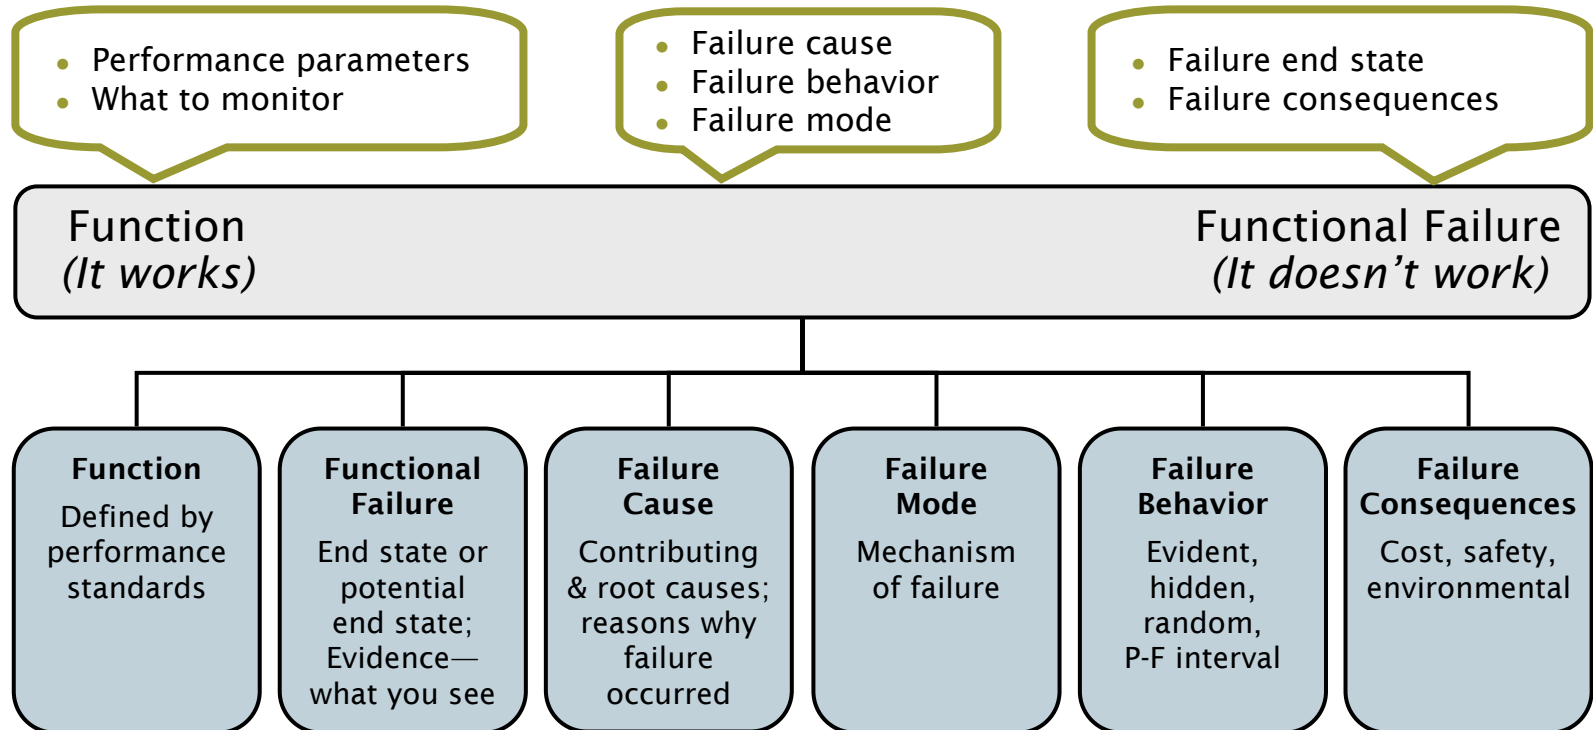 • Performance parameters
• What to monitor
• Failure cause
• Failure behavior
• Failure mode
• Failure end state
• Failure consequences
Function
(It works)
Functional Failure
(It doesn’t work)
Function
Defined by
performance
standards
Functional
Failure
End state or
potential
end state;
Evidence—
what you see
Failure
Cause
Contributing
& root causes;
reasons why
failure
occurred
Failure
Mode
Mechanism
of failure
Failure
Behavior
Evident,
hidden,
random,
P-F interval
Failure
Consequences
Cost, safety,
environmental